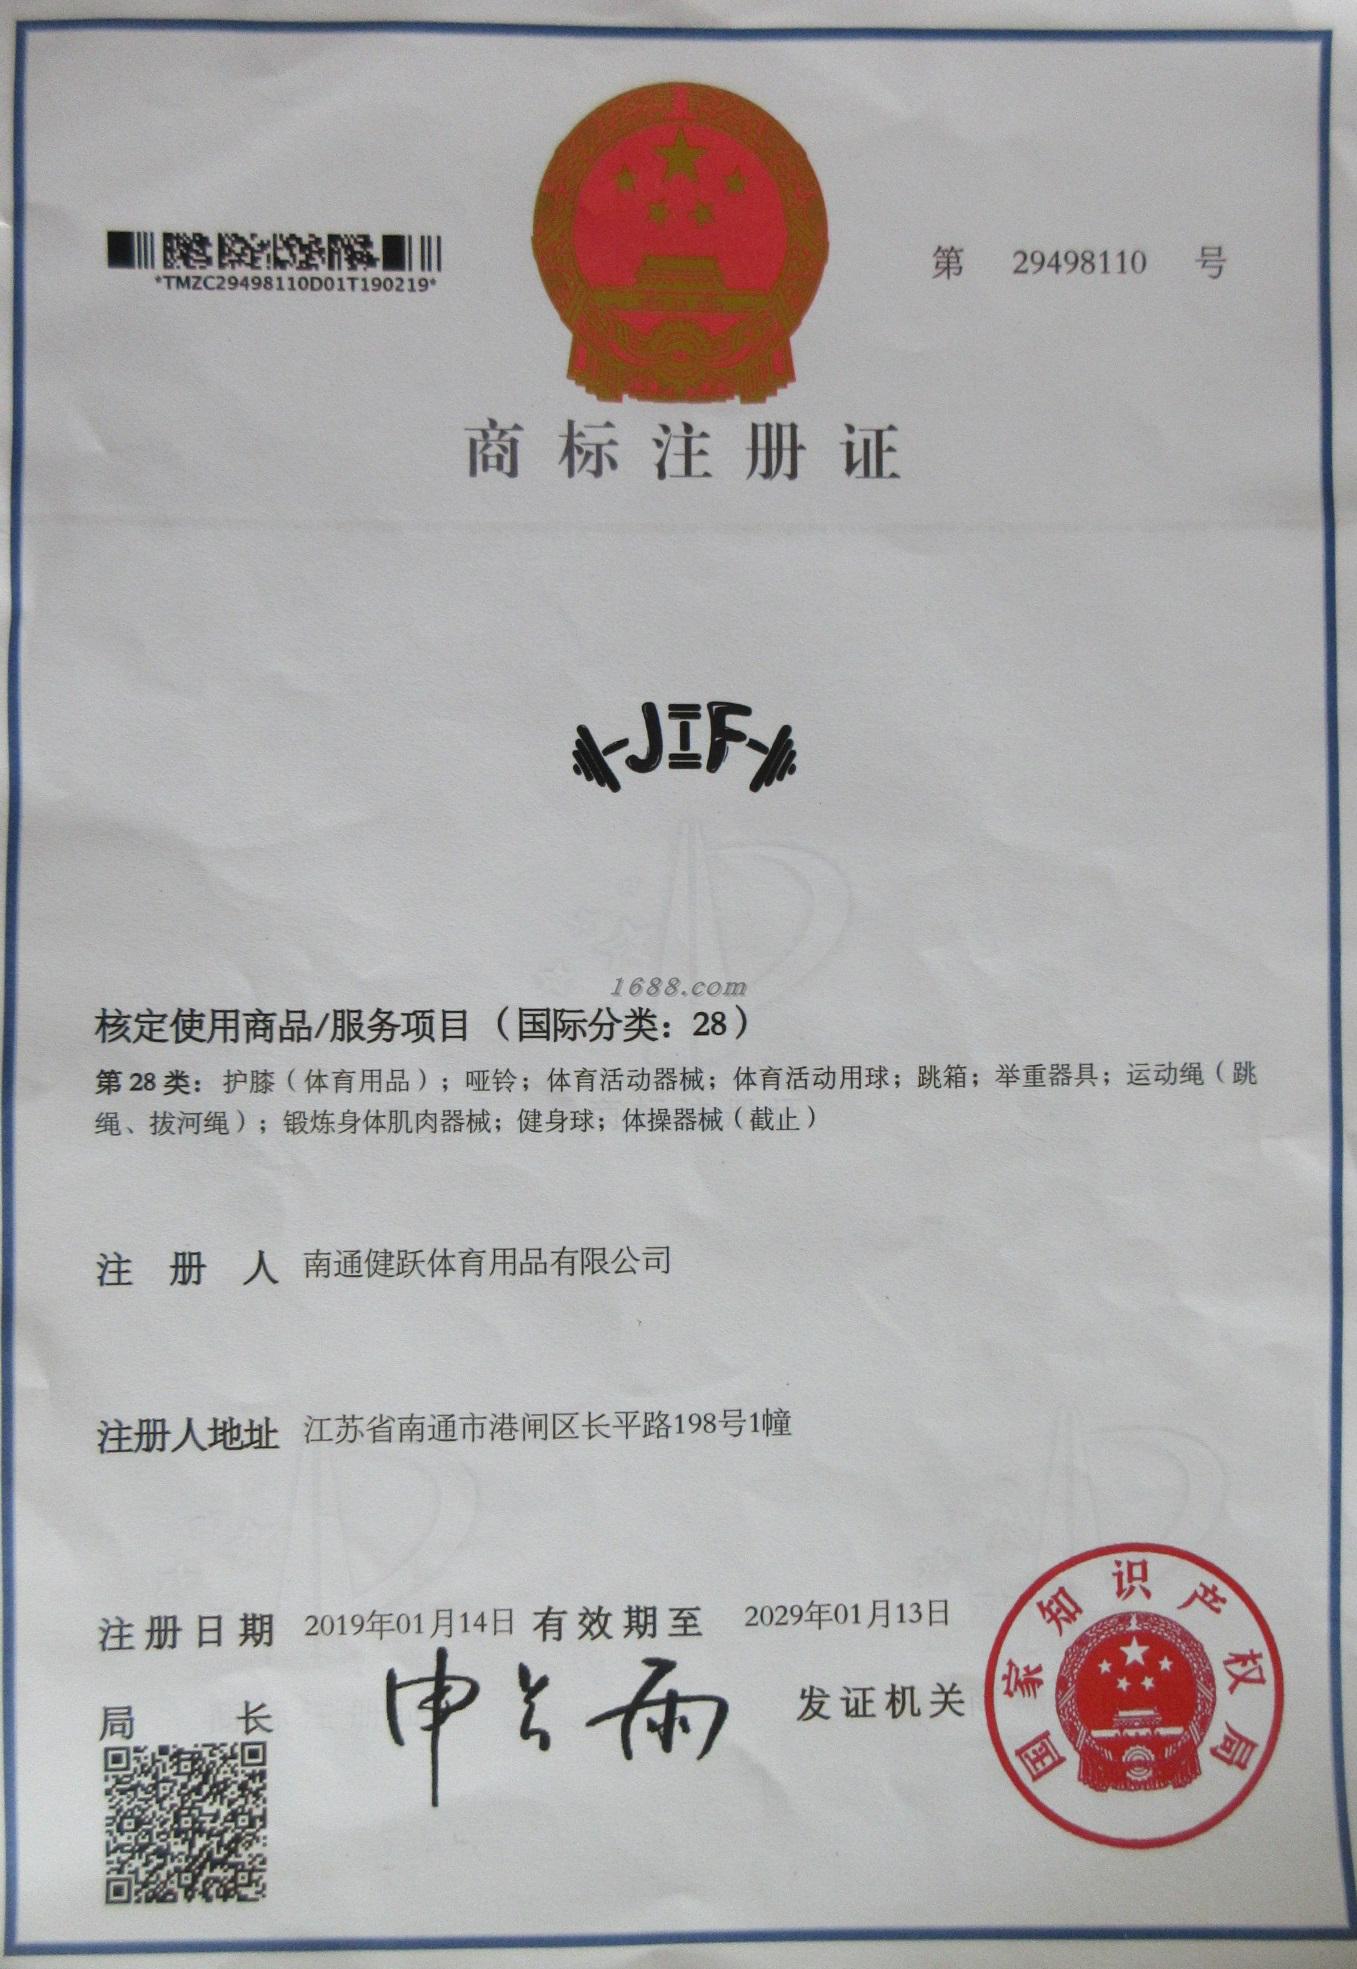 *TMZC29498110D01T190219*
第 29498110 号
商标注册证
JIF
1688.com
核定使用商品/服务项目（国际分类：28）
第 28 类：护膝（体育用品）；哑铃；体育活动器械；体育活动用球；跳箱；举重器具；运动绳（跳
绳、拔河绳）；锻炼身体肌肉器械；健身球；体操器械（截止）
注册人 南通健跃体育用品有限公司
注册人地址 江苏省南通市港闸区长平路198号1幢
注册日期 2019年01月14日 有效期至 2029年01月13日
局长 申长雨 发证机关
国家知识产权局